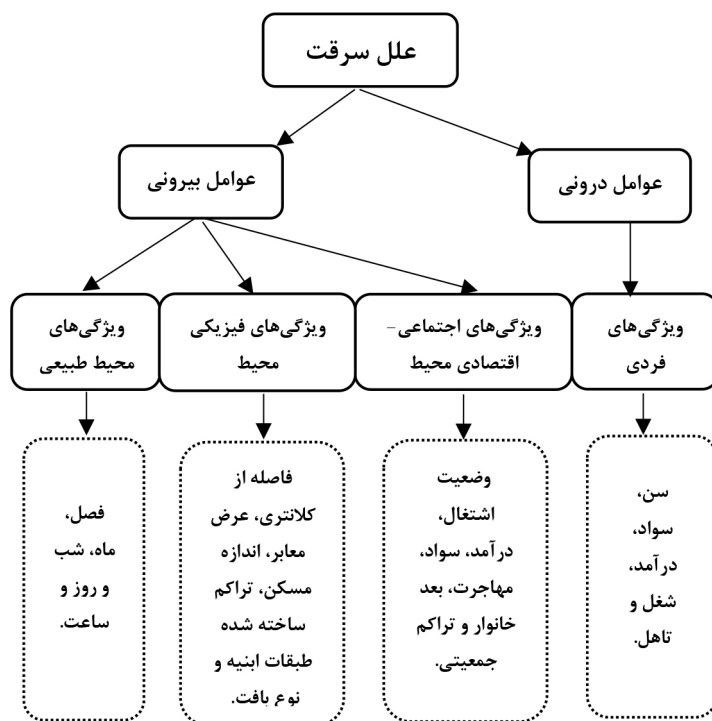 علل سرقت
عوامل درونی
عوامل بیرونی
ویژگی‌های
فردی
ویژگی‌های اجتماعی –
اقتصادی محیط
ویژگی‌های فیزیکی
محیط
ویژگی‌های
محیط طبیعی
سن،
سواد،
درآمد،
شغل و
تاهل.
وضعیت
اشتغال،
درآمد، سواد،
مهاجرت، بعد
خانوار و تراکم
جمعیتی.
فاصله از
کلانتری، عرض
معابر، اندازه
مسکن، تراکم
ساخته شده
طبقات ابنیه و
نوع بافت.
فصل،
ماه، شب
و روز و
ساعت.